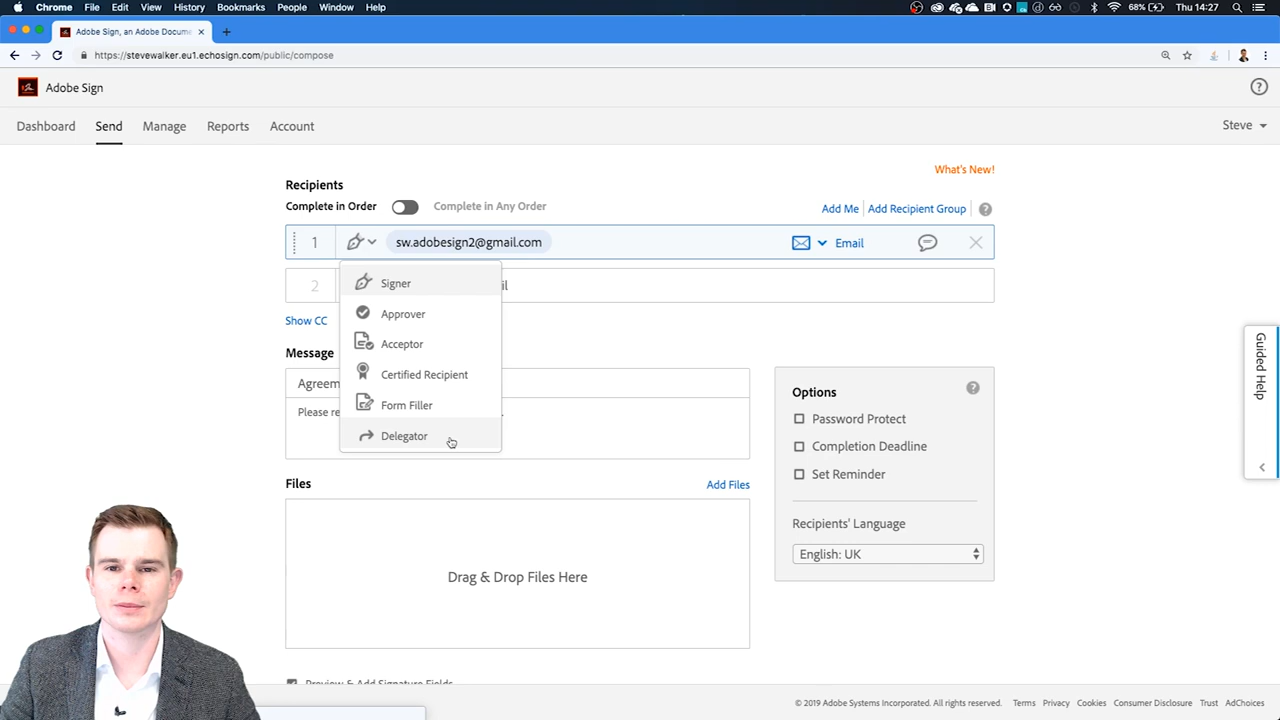 Chrome File Edit View History Bookmarks People Window Help 68% Thu 14:27
Adobe Sign, an Adobe Docume
https://stevewalker.eu1.echosign.com/public/compose
Adobe Sign
Dashboard Send Manage Reports Account Steve
What's New!
Recipients
Complete in Order Complete in Any Order Add Me Add Recipient Group
1 sw.adobesign2@gmail.com Email
Signer
2 il
Approver
Show CC
Acceptor
Message
Certified Recipient
Agreem
Form Filler
Please re
Delegator
Options
Password Protect
Completion Deadline
Set Reminder
Recipients' Language
English: UK
Files Add Files
Drag & Drop Files Here
Preview & Add Signature Fields
Guided Help
© 2019 Adobe Systems Incorporated. All rights reserved. Terms Privacy Cookies Consumer Disclosure Trust AdChoices